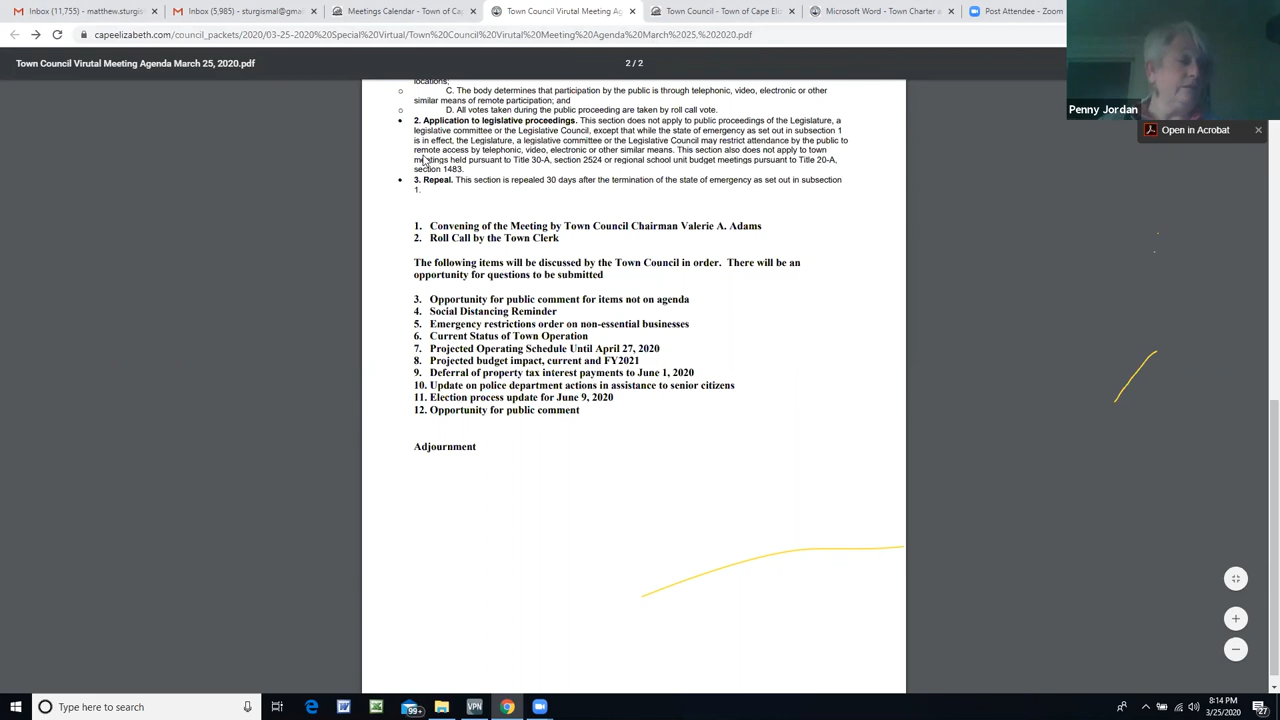 Inbox (11,755) - matthew.sturgis
Inbox (5,985) - sturgismal@gmai
Meetings Calendar - Town of Cap
Town Council Virutal Meeting Ag
Town Council - Town of Cape Eli
Microsoft Word - Town Charter a
Post Attendee - Zoom
capeelizabeth.com/council_packets/2020/03-25-2020%20Special%20Virtual/Town%20Council%20Virutal%20Meeting%20Agenda%20March%2025,%202020.pdf
Town Council Virutal Meeting Agenda March 25, 2020.pdf
2 / 2
Penny Jordan
Open in Acrobat
locations;
C. The body determines that participation by the public is through telephonic, video, electronic or other
similar means of remote participation; and
D. All votes taken during the public proceeding are taken by roll call vote.
2. Application to legislative proceedings. This section does not apply to public proceedings of the Legislature, a
legislative committee or the Legislative Council, except that while the state of emergency as set out in subsection 1
is in effect, the Legislature, a legislative committee or the Legislative Council may restrict attendance by the public to
remote access by telephonic, video, electronic or other similar means. This section also does not apply to town
meetings held pursuant to Title 30-A, section 2524 or regional school unit budget meetings pursuant to Title 20-A,
section 1483.
3. Repeal. This section is repealed 30 days after the termination of the state of emergency as set out in subsection
1.
1. Convening of the Meeting by Town Council Chairman Valerie A. Adams
2. Roll Call by the Town Clerk
The following items will be discussed by the Town Council in order. There will be an
opportunity for questions to be submitted
3. Opportunity for public comment for items not on agenda
4. Social Distancing Reminder
5. Emergency restrictions order on non-essential businesses
6. Current Status of Town Operation
7. Projected Operating Schedule Until April 27, 2020
8. Projected budget impact, current and FY2021
9. Deferral of property tax interest payments to June 1, 2020
10. Update on police department actions in assistance to senior citizens
11. Election process update for June 9, 2020
12. Opportunity for public comment
Adjournment
Type here to search
99+
VPN
8:14 PM
3/25/2020
27